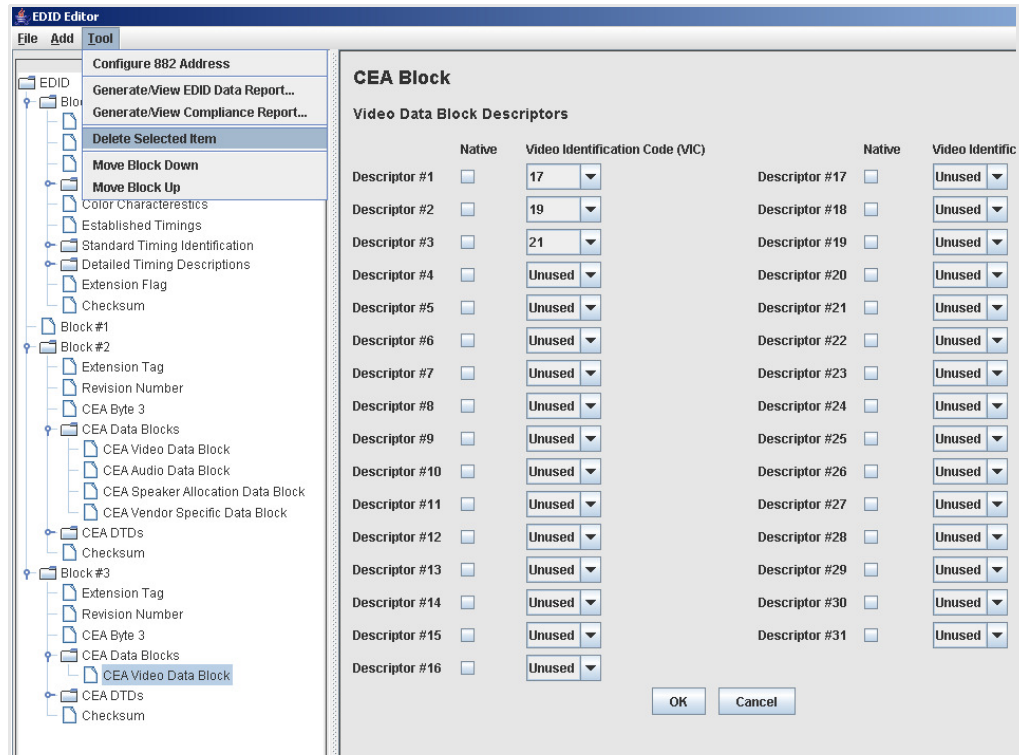 EDID Editor
File Add Tool
Configure 882 Address
Generate/View EDID Data Report...
Generate/View Compliance Report...
Delete Selected Item
Move Block Down
Move Block Up
EDID
Color Characterestics
Established Timings
Standard Timing Identification
Detailed Timing Descriptions
Extension Flag
Checksum
Block #1
Block #2
Extension Tag
Revision Number
CEA Byte 3
CEA Data Blocks
CEA Video Data Block
CEA Audio Data Block
CEA Speaker Allocation Data Block
CEA Vendor Specific Data Block
CEA DTDs
Checksum
Block #3
Extension Tag
Revision Number
CEA Byte 3
CEA Data Blocks
CEA Video Data Block
CEA DTDs
Checksum
CEA Block
Video Data Block Descriptors
Native Video Identification Code (VIC) Native Video Identific
Descriptor #1 17 Descriptor #17 Unused
Descriptor #2 19 Descriptor #18 Unused
Descriptor #3 21 Descriptor #19 Unused
Descriptor #4 Unused Descriptor #20 Unused
Descriptor #5 Unused Descriptor #21 Unused
Descriptor #6 Unused Descriptor #22 Unused
Descriptor #7 Unused Descriptor #23 Unused
Descriptor #8 Unused Descriptor #24 Unused
Descriptor #9 Unused Descriptor #25 Unused
Descriptor #10 Unused Descriptor #26 Unused
Descriptor #11 Unused Descriptor #27 Unused
Descriptor #12 Unused Descriptor #28 Unused
Descriptor #13 Unused Descriptor #29 Unused
Descriptor #14 Unused Descriptor #30 Unused
Descriptor #15 Unused Descriptor #31 Unused
Descriptor #16 Unused
OK Cancel